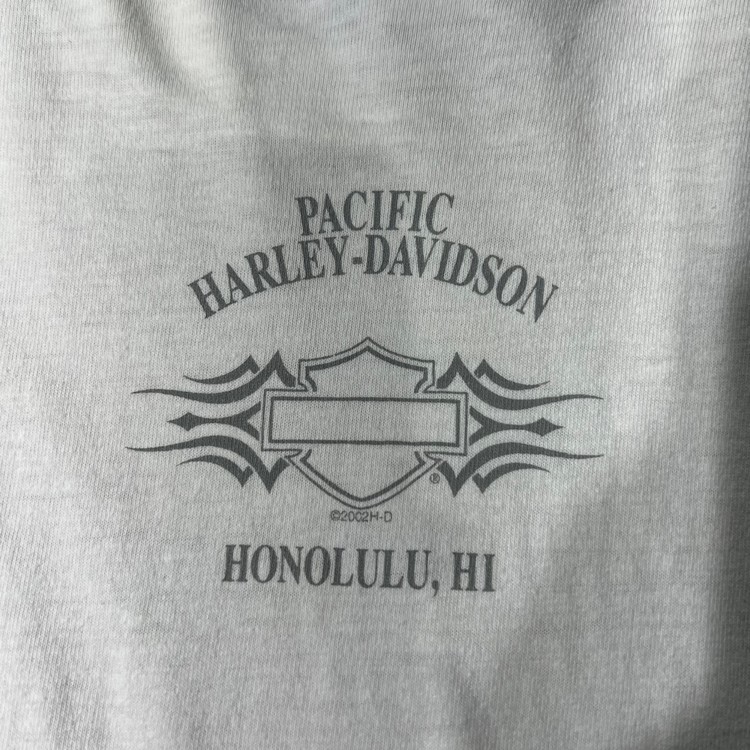 PACIFIC
HARLEY-DAVIDSON
®
©2002H-D
HONOLULU, HI